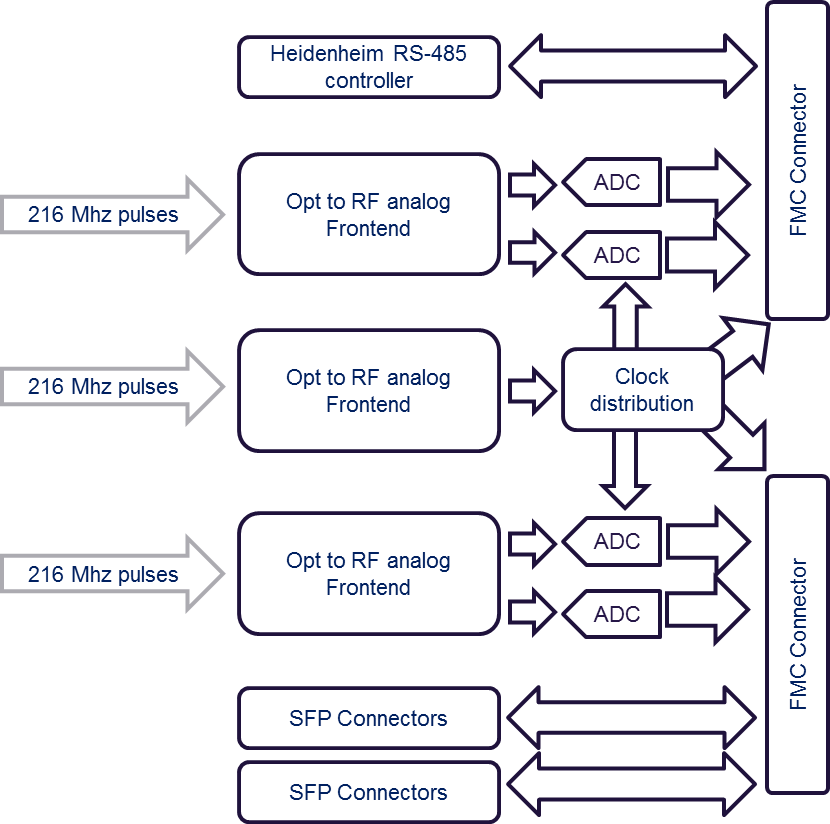 Heidenheim RS-485
controller
FMC Connector
216 Mhz pulses
Opt to RF analog
Frontend
ADC
ADC
216 Mhz pulses
Opt to RF analog
Frontend
Clock
distribution
216 Mhz pulses
Opt to RF analog
Frontend
ADC
ADC
FMC Connector
SFP Connectors
SFP Connectors